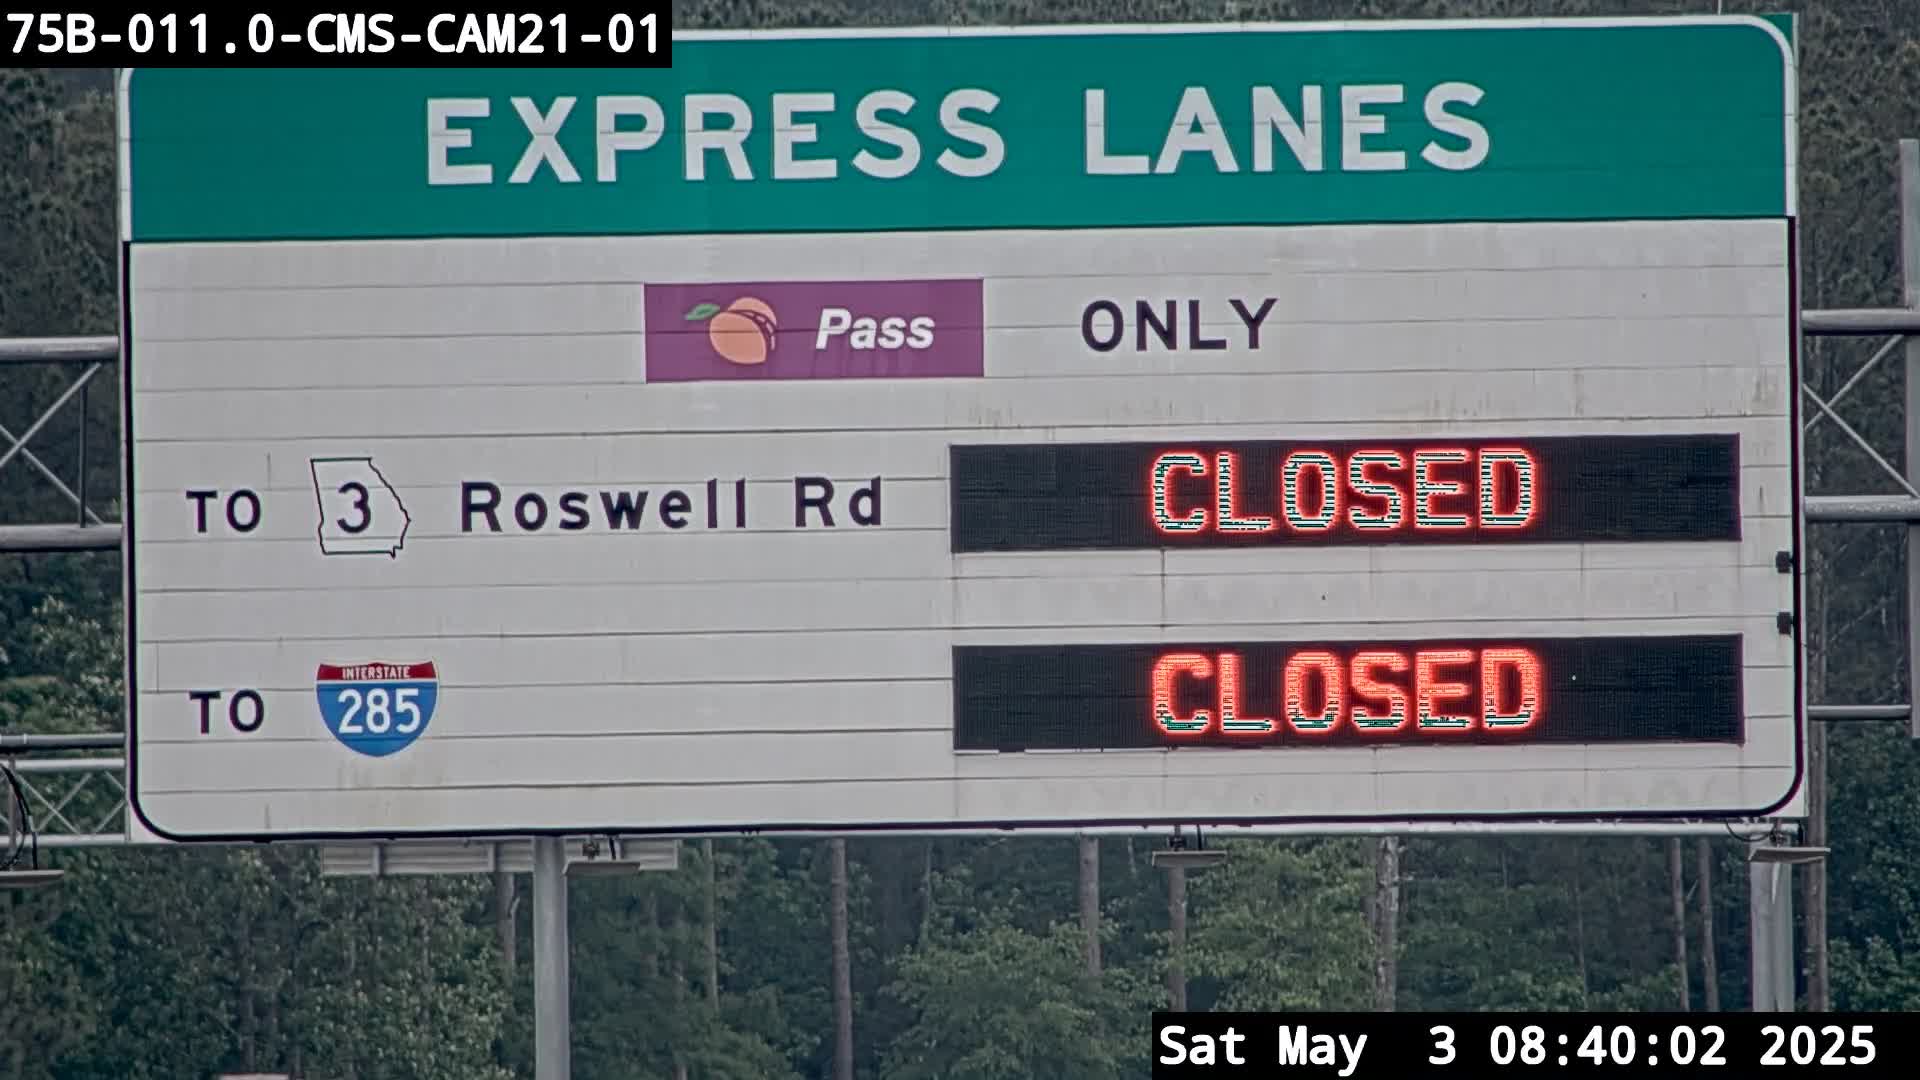 75B-011.0-CMS-CAM21-01
EXPRESS LANES
Pass ONLY
TO 3 Roswell Rd CLOSED
TO INTERSTATE 285 CLOSED
Sat May 3 08:40:02 2025